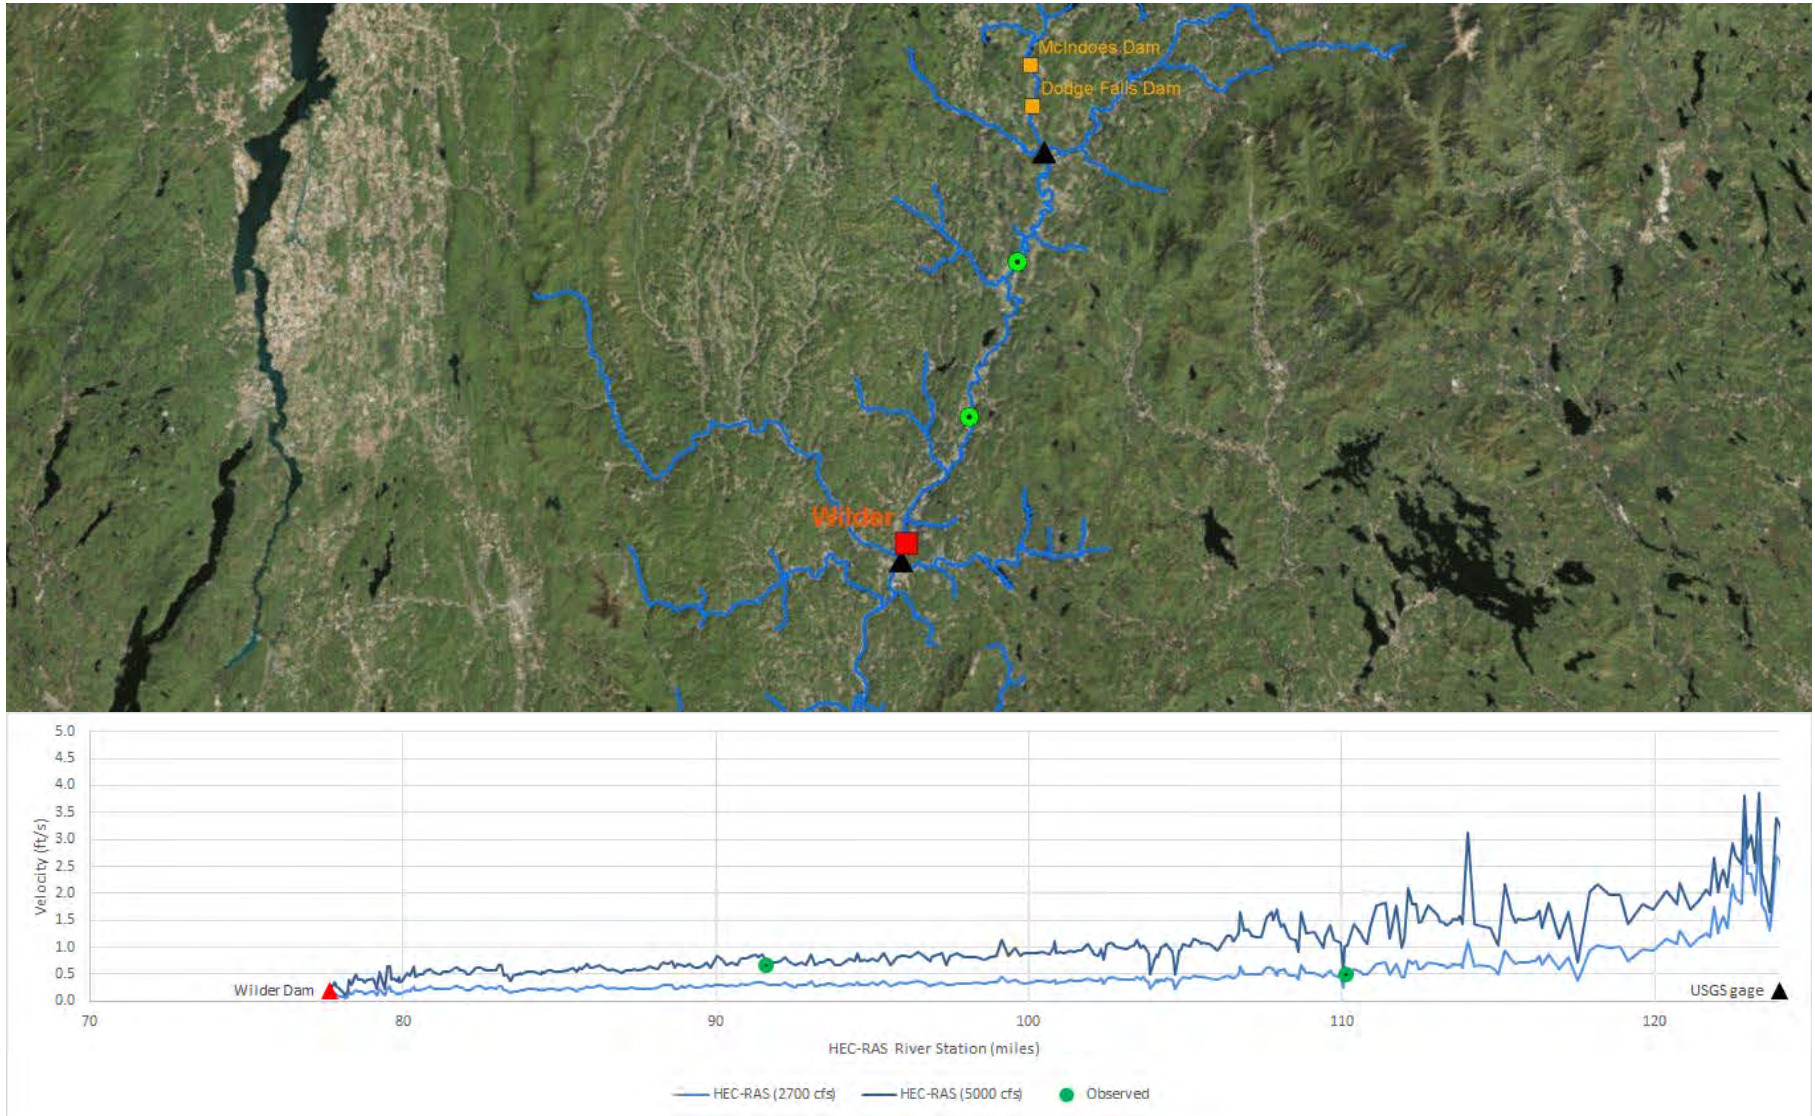 McIndoes Dam
Dodge Falls Dam
Wilder
5.0
4.5
4.0
3.5
3.0
2.5
2.0
1.5
1.0
0.5
0.0
Velocity (ft/s)
Wilder Dam
USGS gage
70 80 90 100 110 120
HEC-RAS River Station (miles)
HEC-RAS (2700 cfs) HEC-RAS (5000 cfs) Observed